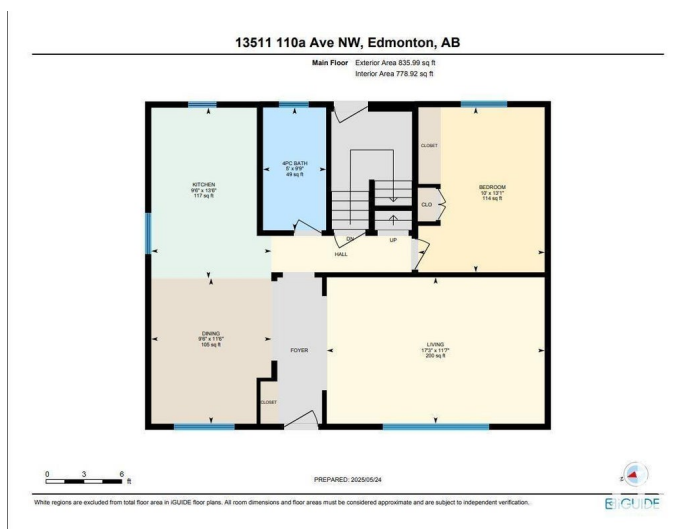 13511 110a Ave NW, Edmonton, AB
Main Floor Exterior Area 835.99 sq ft
Interior Area 778.92 sq ft
KITCHEN
9'6" x 13'6"
117 sq ft
4PC BATH
5' x 9'9"
49 sq ft
CLOSET
BEDROOM
10' x 13'1"
114 sq ft
CLO
DN
UP
HALL
DINING
9'6" x 11'6"
105 sq ft
FOYER
LIVING
17'3" x 11'7"
200 sq ft
CLOSET
0 3 6
ft
PREPARED: 2025/05/24
White regions are excluded from total floor area in iGUIDE floor plans. All room dimensions and floor areas must be considered approximate and are subject to independent verification.